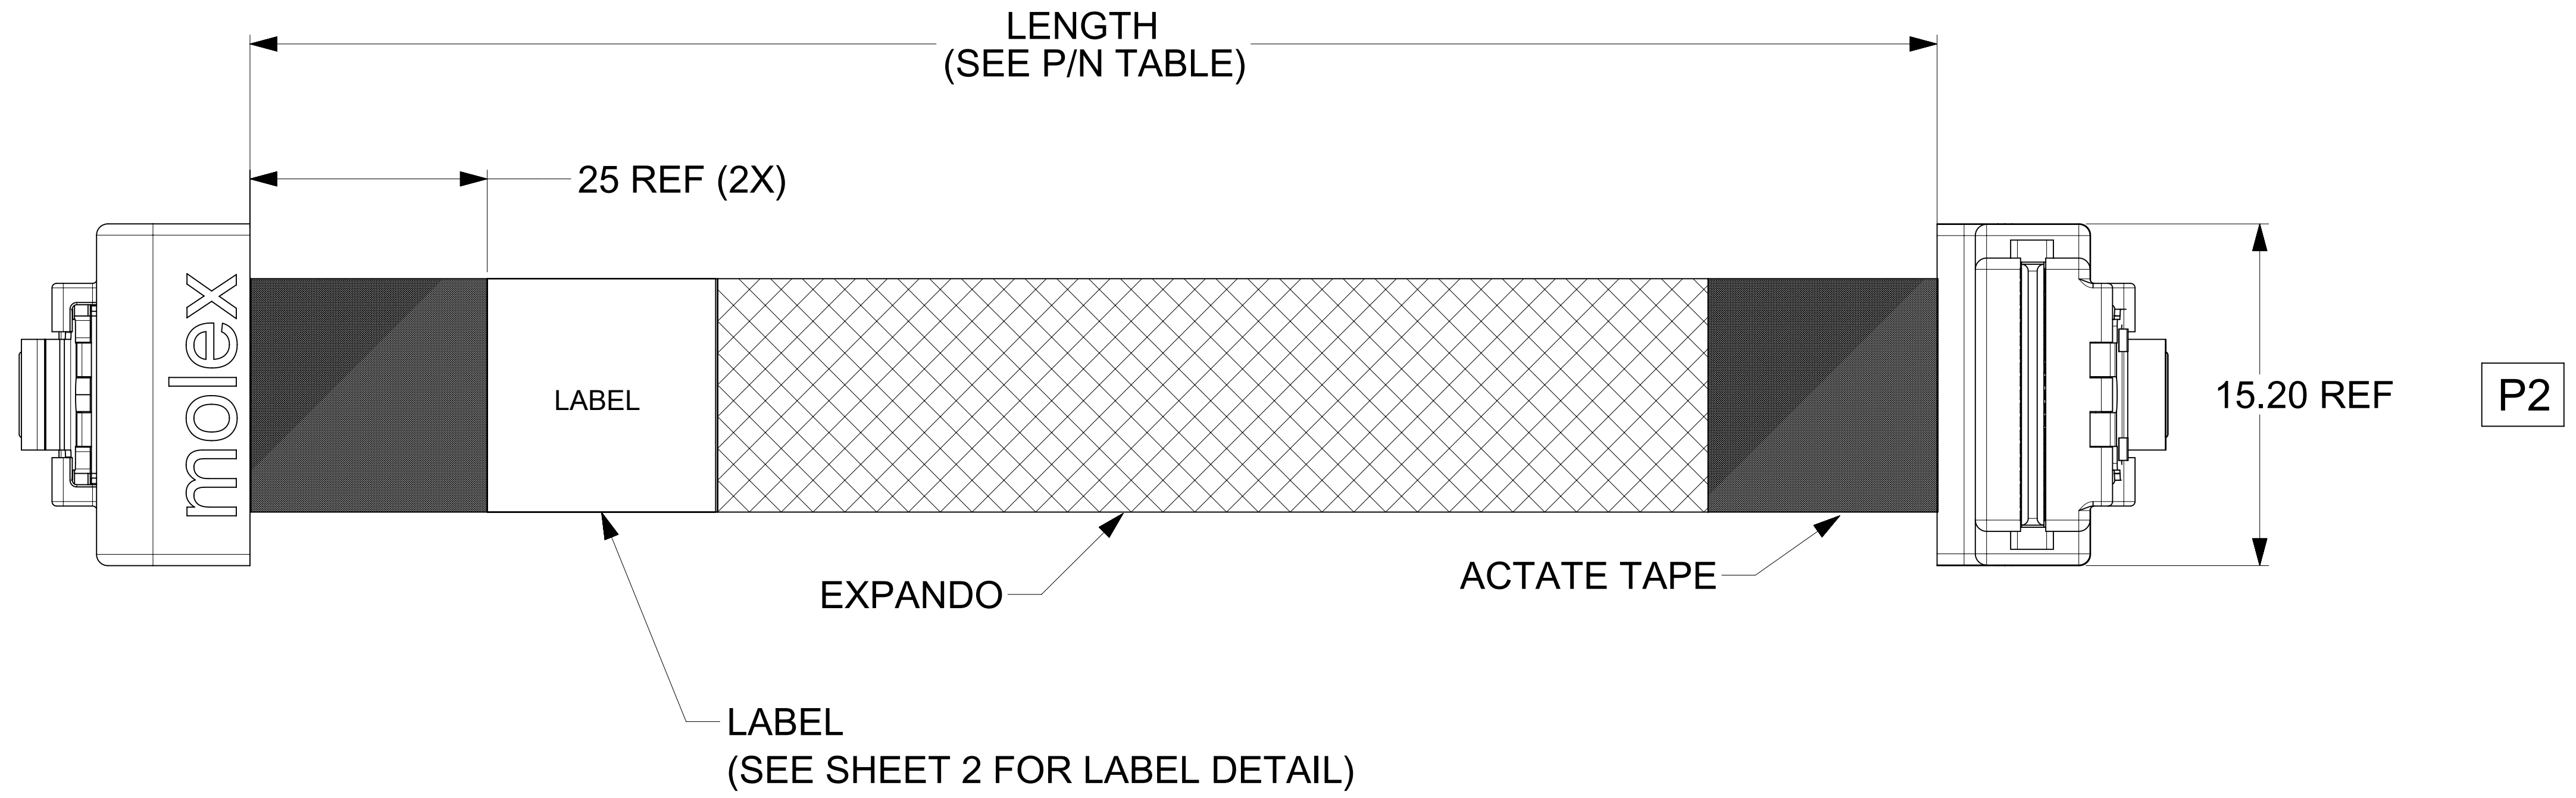 LENGTH
(SEE P/N TABLE)
25 REF (2X)
molex
LABEL
15.20 REF
P2
EXPANDO
ACTATE TAPE
LABEL
(SEE SHEET 2 FOR LABEL DETAIL)